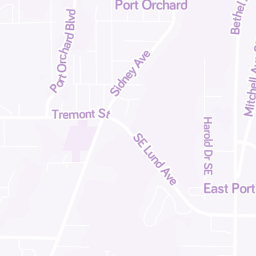 Port Orchard
Port Orchard Blvd
Sidney Ave
Bethel
Mitchell Ave
Tremont St
SE Lund Ave
Harold Dr SE
East Port